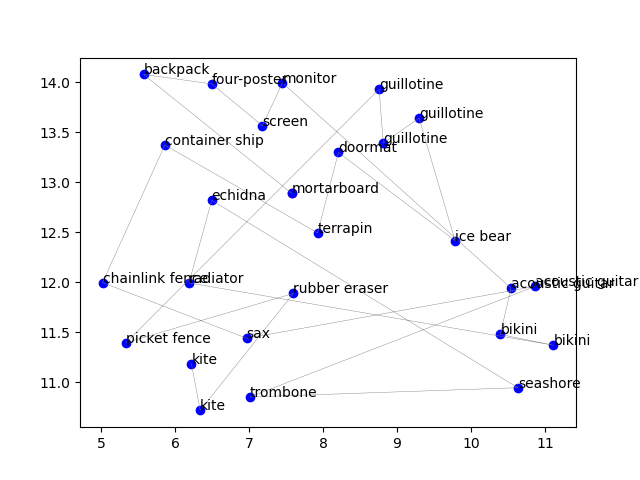 backpack
four-poster
monitor
guillotine
guillotine
guillotine
screen
container ship
doormat
mortarboard
echidna
terrapin
ice bear
chainlink fence
radiator
rubber eraser
acoustic guitar
acoustic guitar
picket fence
sax
bikini
bikini
kite
kite
trombone
seashore
14.0
13.5
13.0
12.5
12.0
11.5
11.0
5 6 7 8 9 10 11